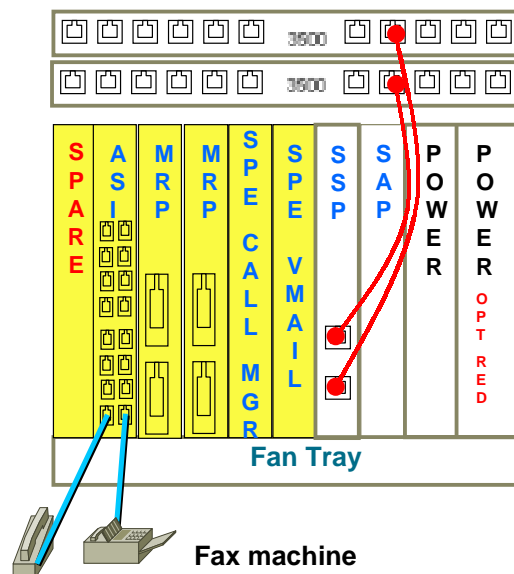 3500
3500
SPARE
ASI
MRP
MRP
SPE CALL MGR
SPE VMAIL
SSP
SAP
POWER
POWER OPT RED
Fan Tray
Fax machine